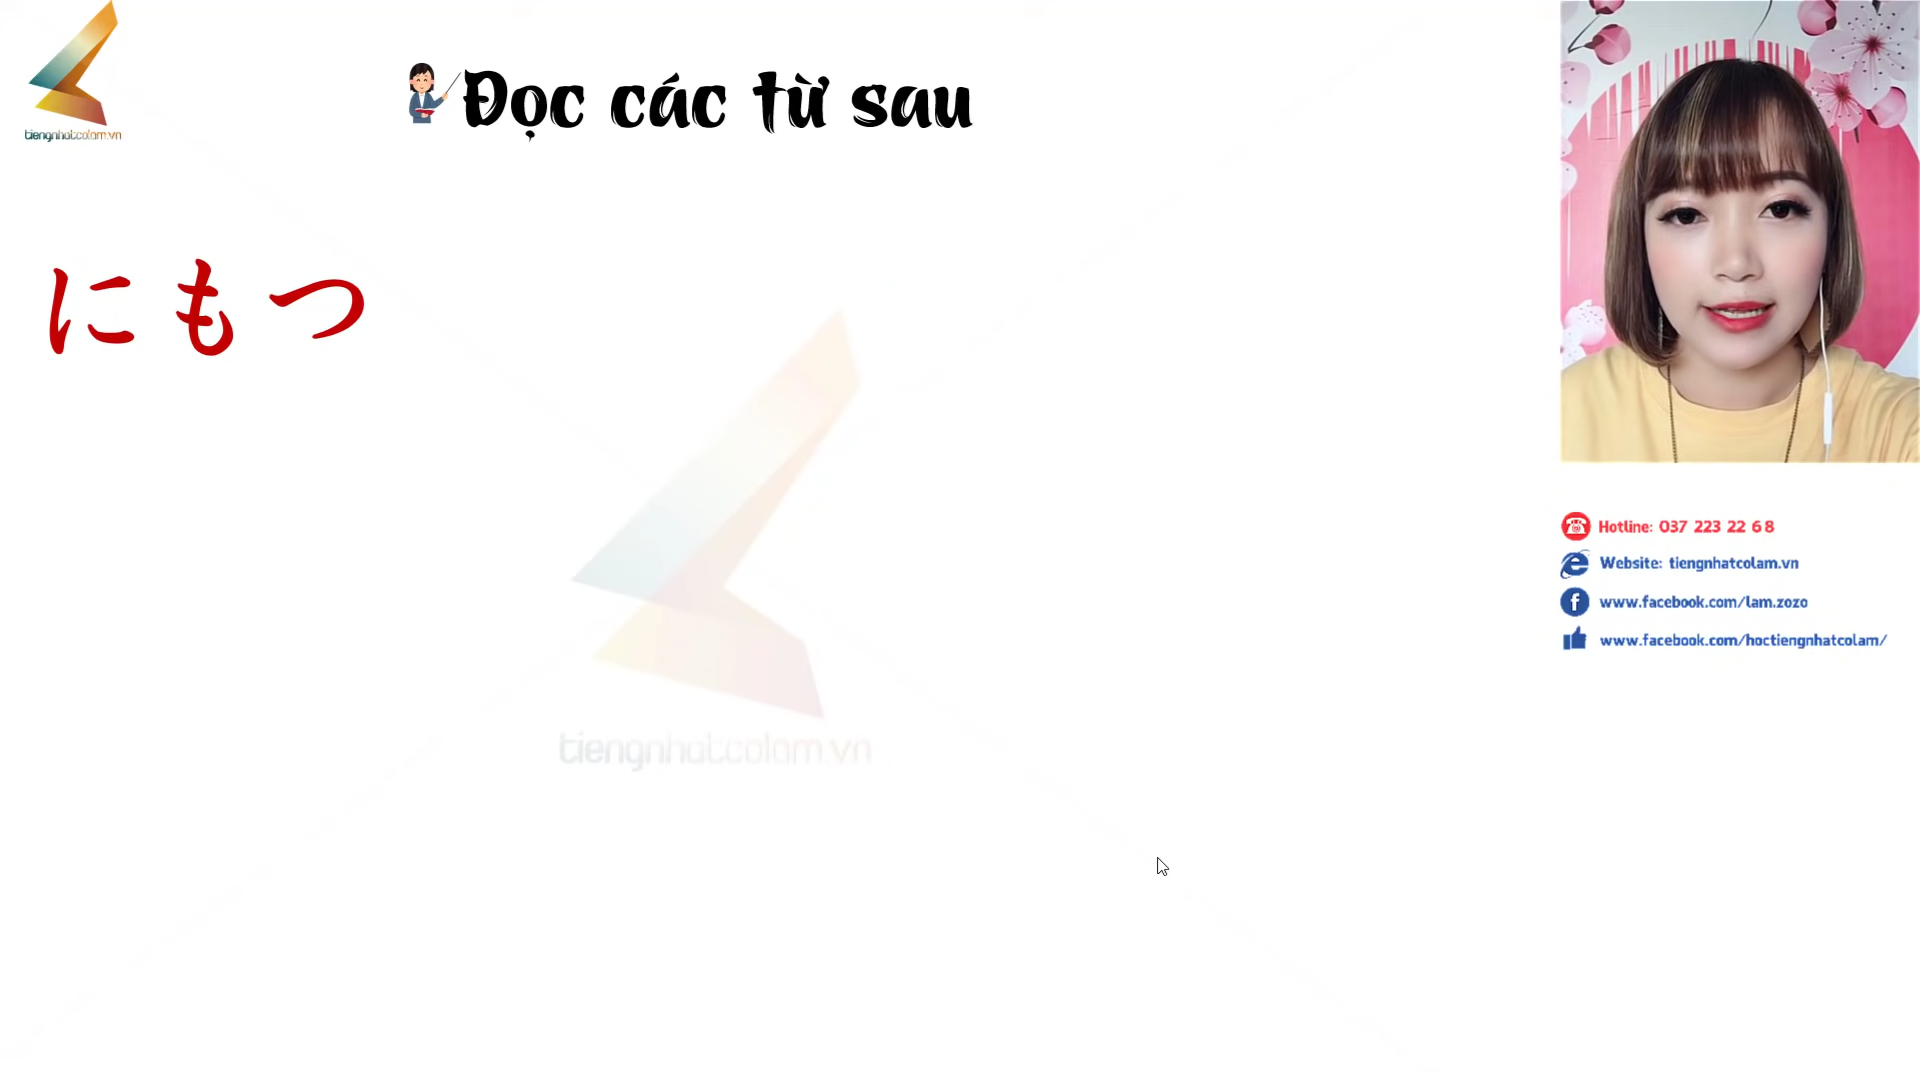 tiengnhatcolam.vn
Đọc các từ sau
にもつ
tiengnhatcolam.vn
Hotline: 037 223 22 68
Website: tiengnhatcolam.vn
www.facebook.com/lam.zozo
www.facebook.com/hoctiengnhatcolam/